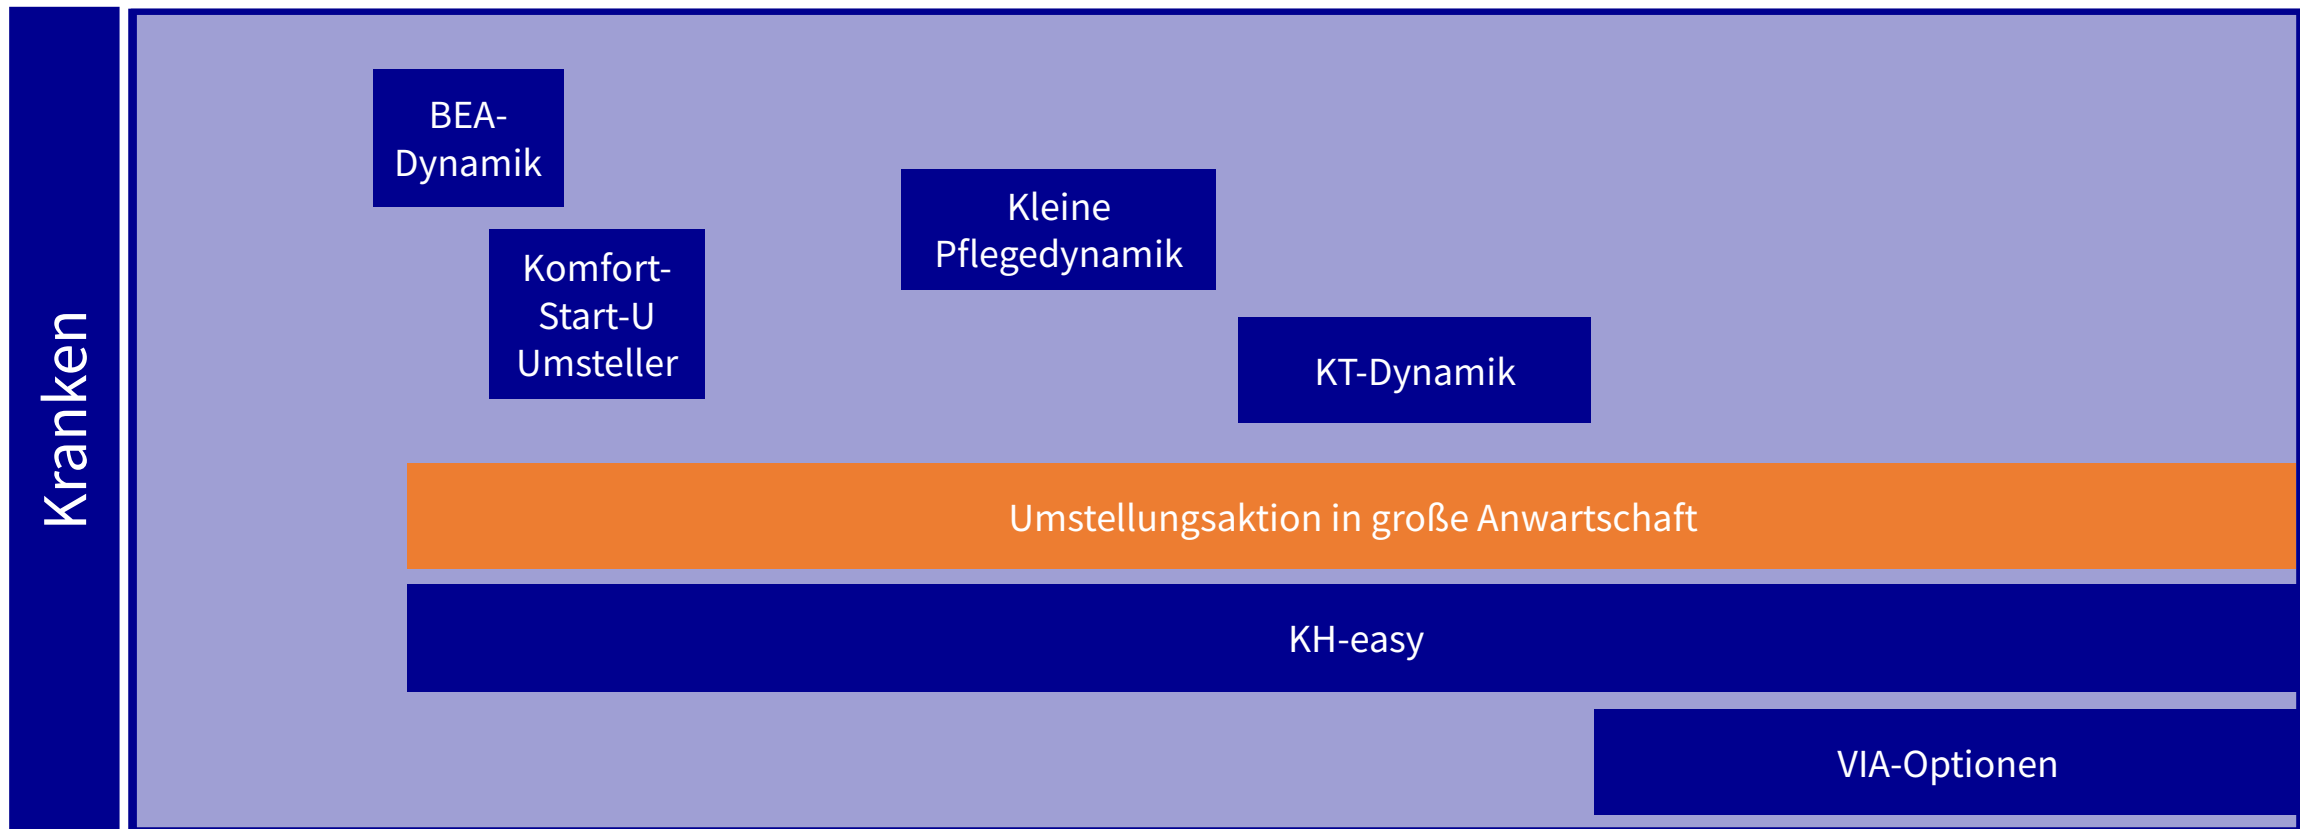 Kranken
BEA-
Dynamik
Komfort-
Start-U
Umsteller
Kleine
Pflegedynamik
KT-Dynamik
Umstellungsaktion in große Anwartschaft
KH-easy
VIA-Optionen